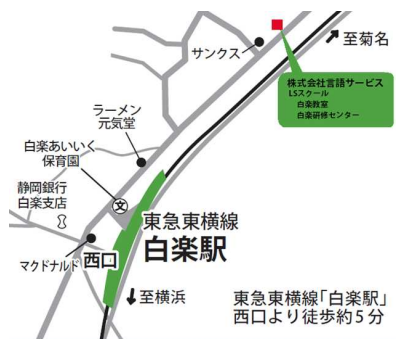 サンクス
至菊名
株式会社言語サービス
LSスクール
白楽教室
白楽研修センター
ラーメン
元気堂
白楽あいいく
保育園
文
静岡銀行
白楽支店
マクドナルド
西口
東急東横線
白楽駅
至横浜
東急東横線「白楽駅」
西口より徒歩約5分